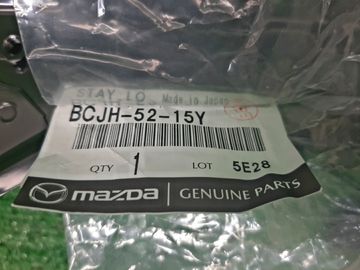 STAY LO Made in Japan
BCJH-52-15Y
QTY 1 LOT 5E28
mazda GENUINE PARTS